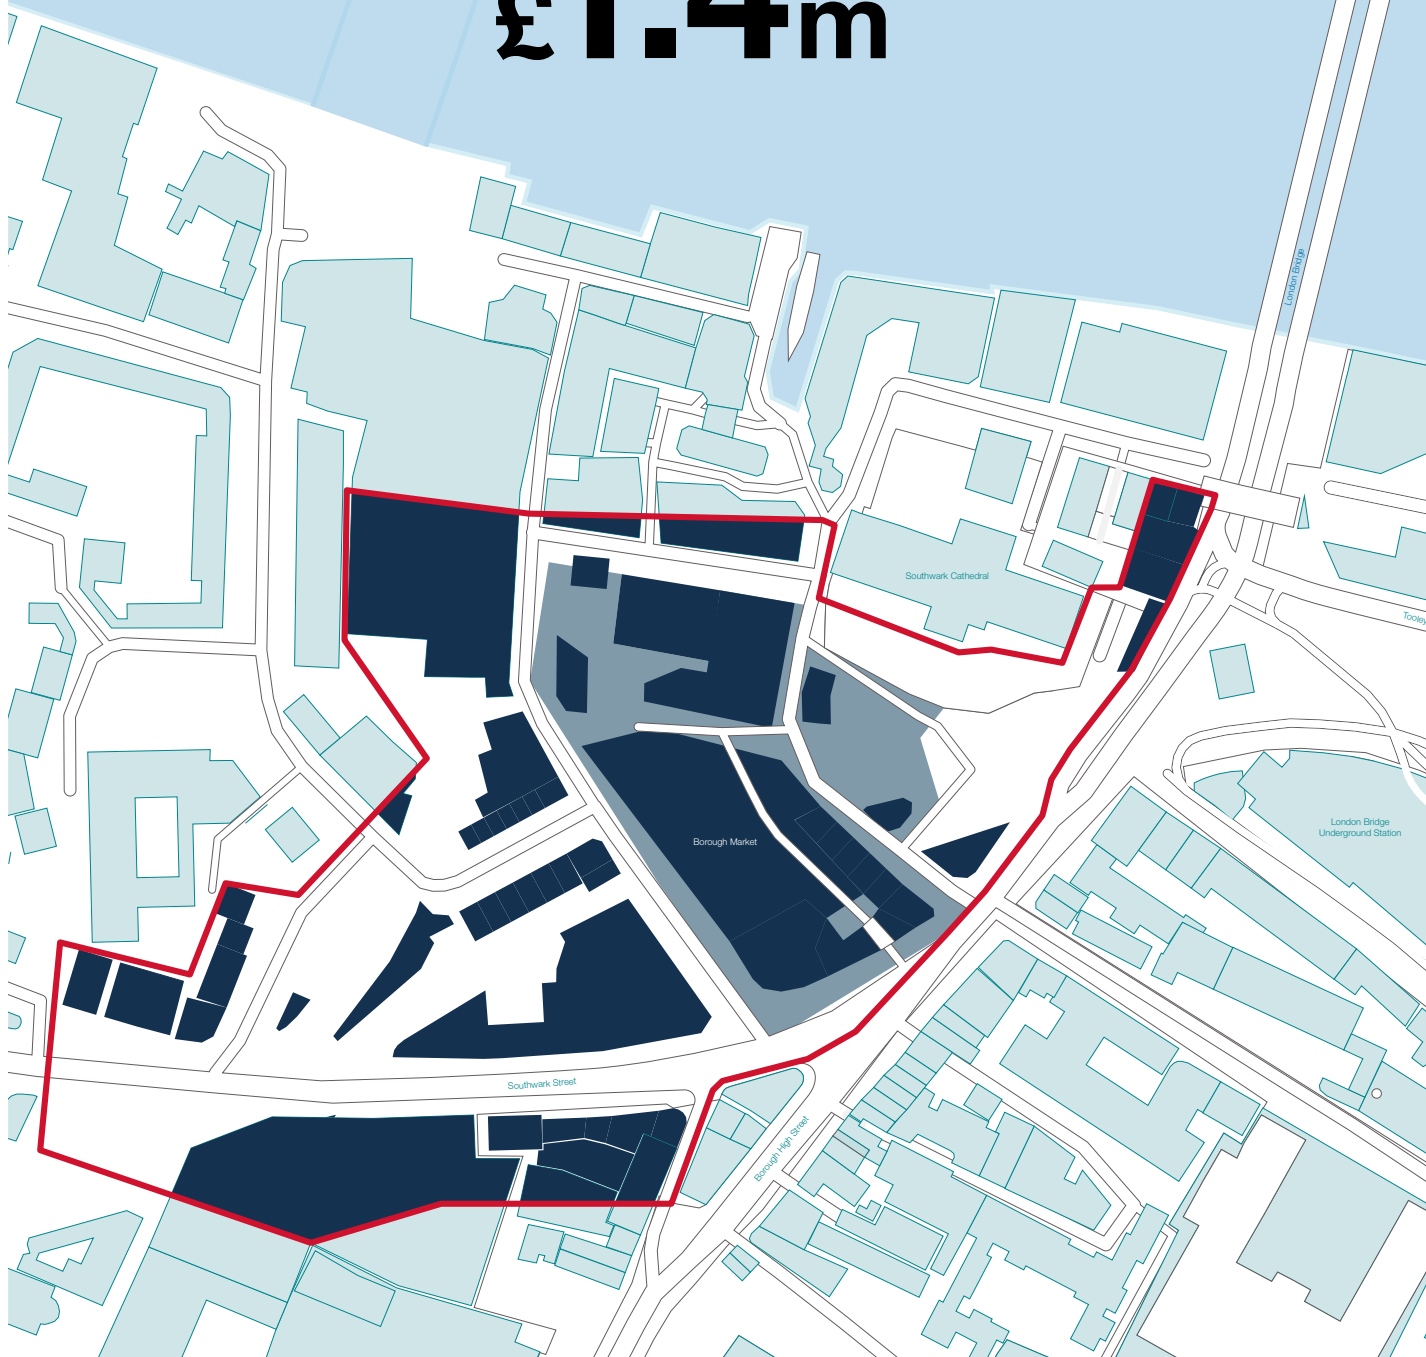 £1.4m
London Bridge
Southwark Cathedral
Tooley
London Bridge
Underground Station
Borough Market
Southwark Street
Borough High Street